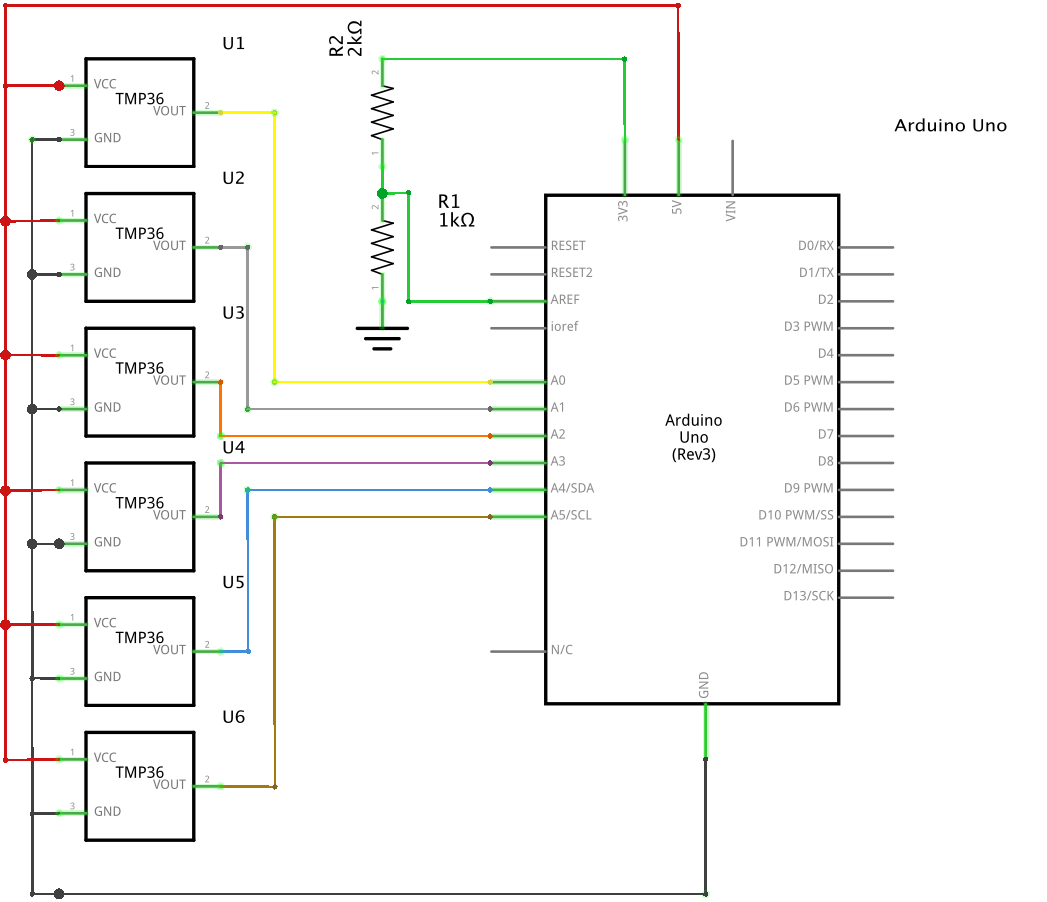 U1
1
VCC
TMP36
VOUT
2
3
GND
U2
1
VCC
TMP36
VOUT
2
3
GND
U3
1
VCC
TMP36
VOUT
2
3
GND
U4
1
VCC
TMP36
VOUT
2
3
GND
U5
1
VCC
TMP36
VOUT
2
3
GND
U6
1
VCC
TMP36
VOUT
2
3
GND
R2
2kΩ
2
1
R1
1kΩ
2
1
Arduino Uno
3V3
5V
VIN
RESET
RESET2
AREF
ioref
A0
A1
A2
A3
A4/SDA
A5/SCL
N/C
Arduino
Uno
(Rev3)
D0/RX
D1/TX
D2
D3 PWM
D4
D5 PWM
D6 PWM
D7
D8
D9 PWM
D10 PWM/SS
D11 PWM/MOSI
D12/MISO
D13/SCK
GND